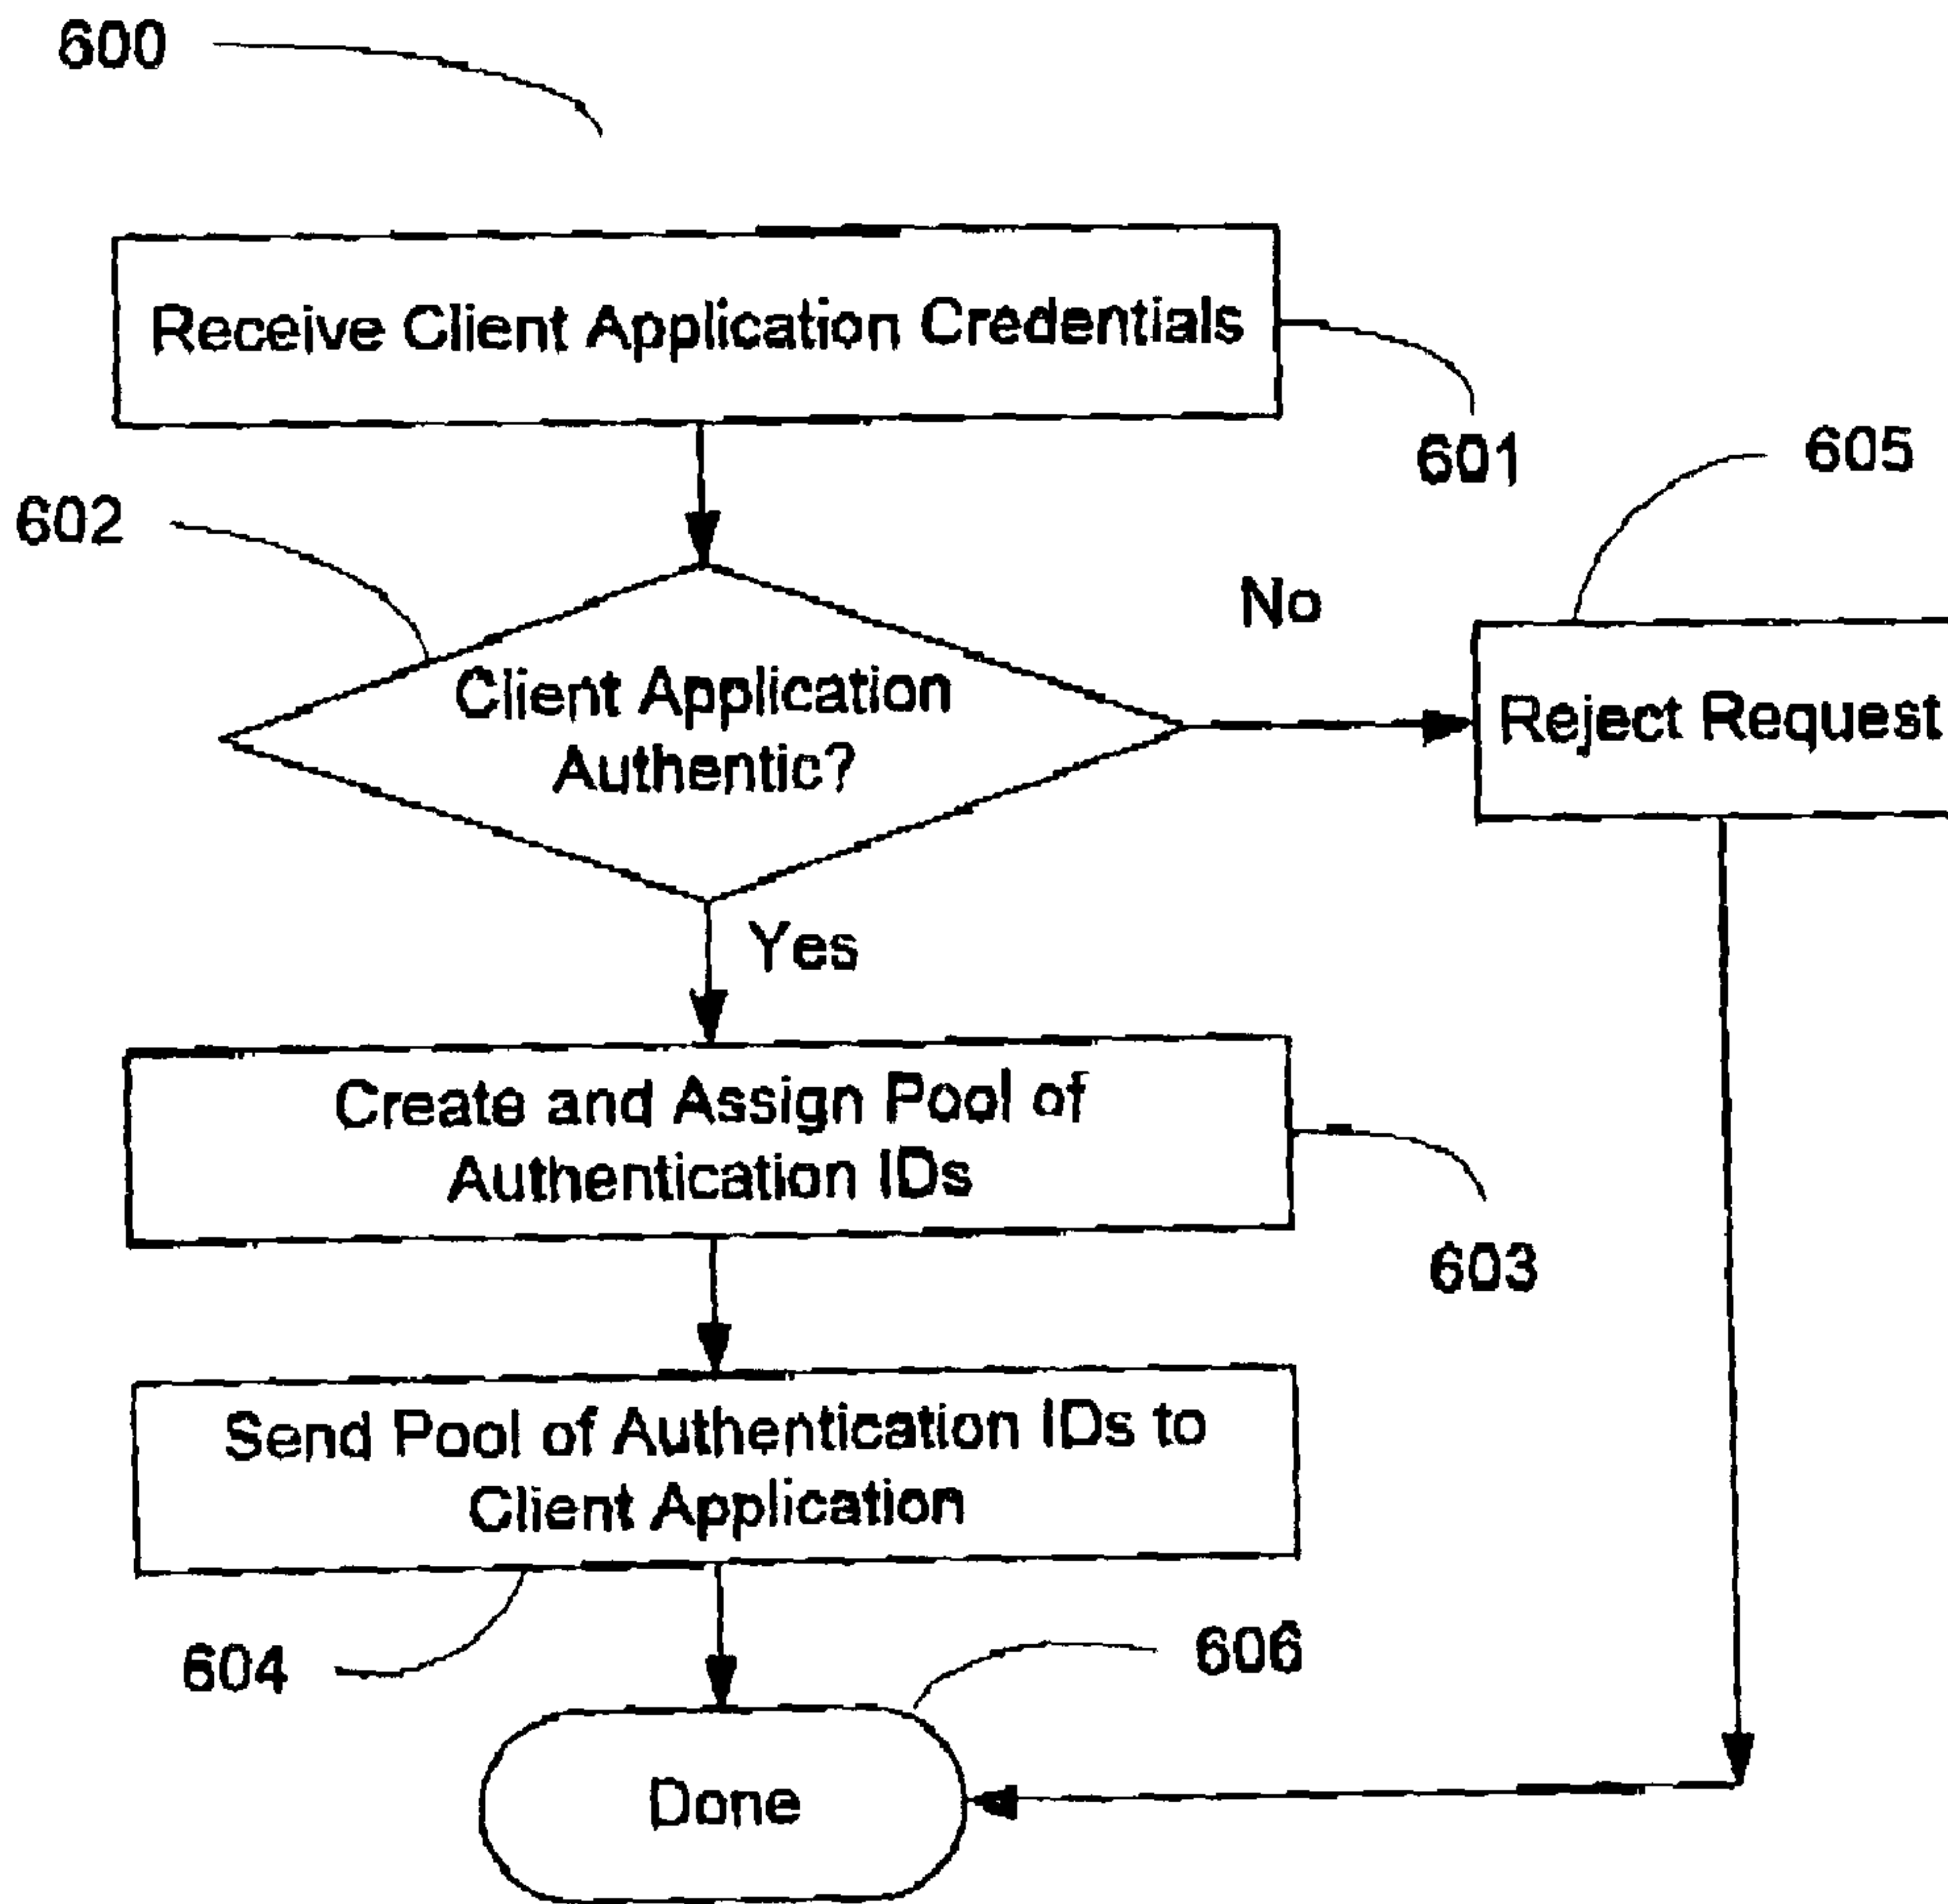 600
Receive Client Application Credentials
601
605
602
No
Client Application
Authentic?
Reject Request
Yes
Create and Assign Pool of
Authentication IDs
603
Send Pool of Authentication IDs to
Client Application
604
606
Done